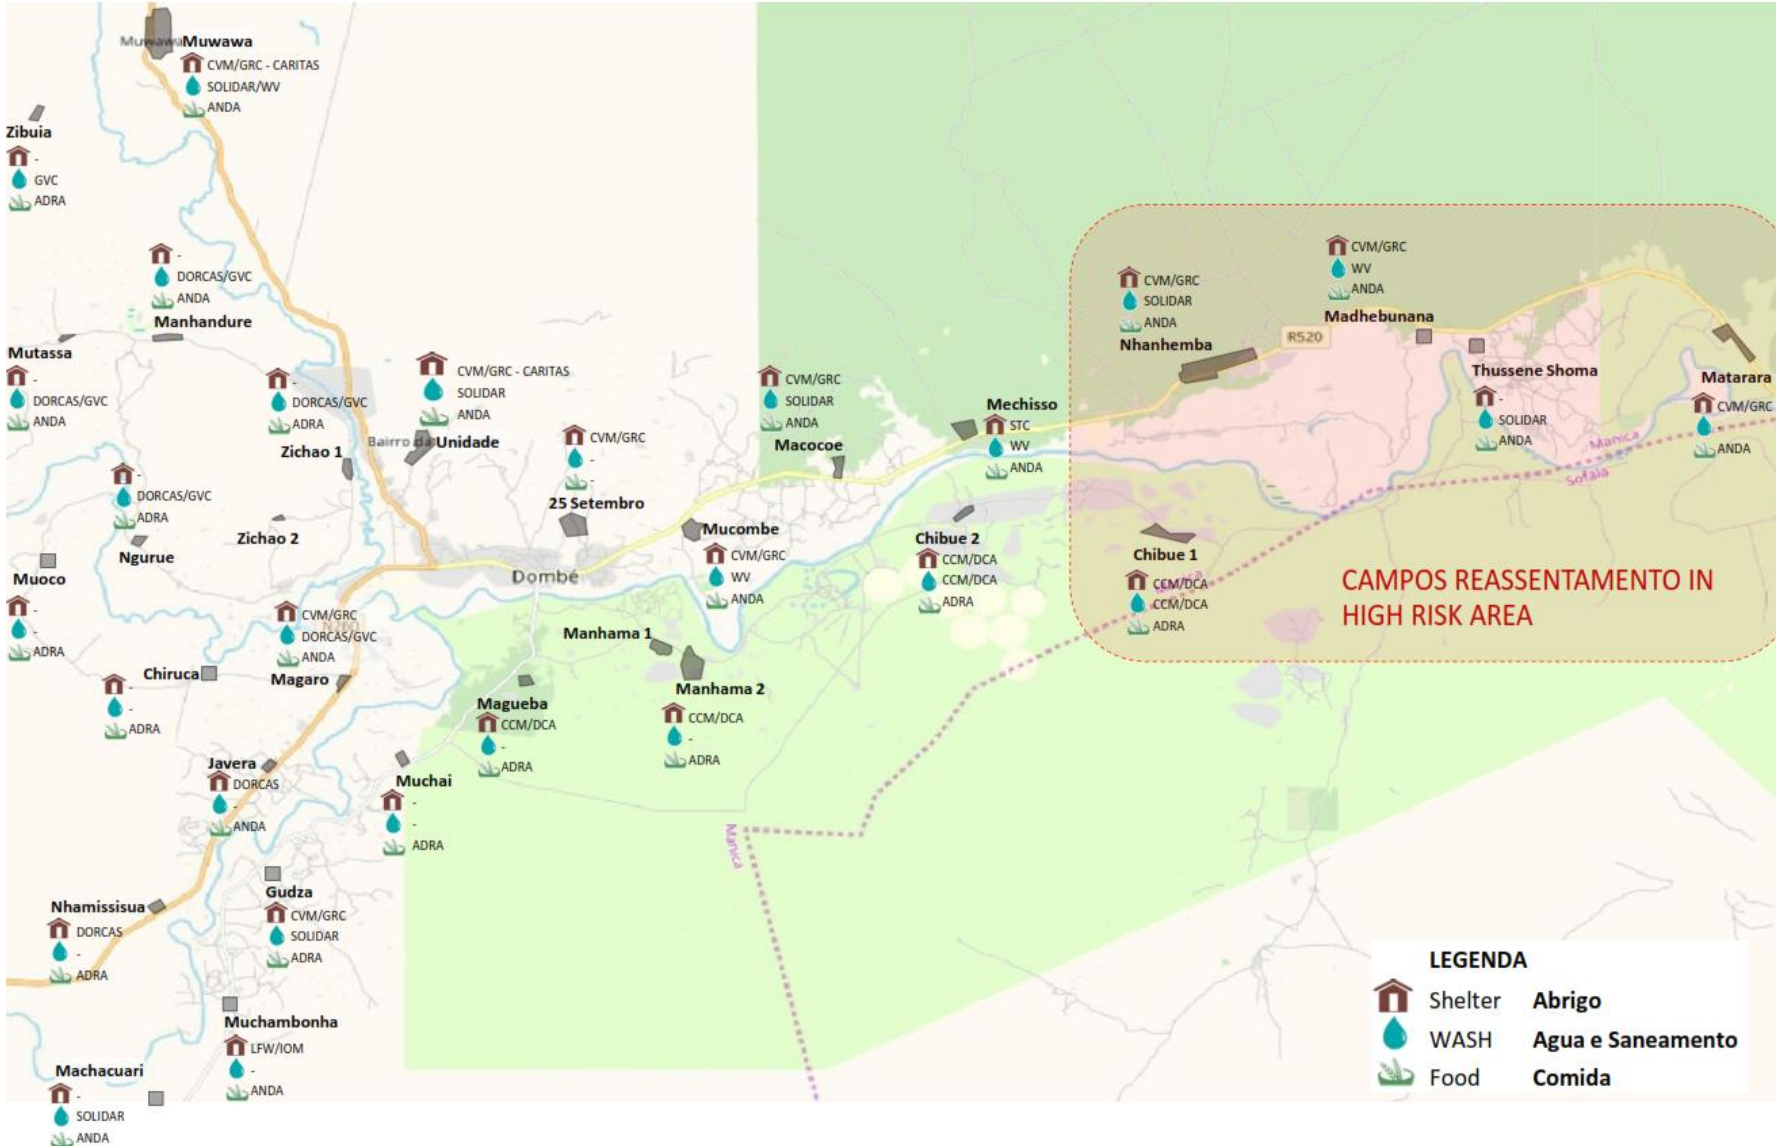 Muwawa
Muwawa
CVM/GRC - CARITAS
SOLIDAR/WV
ANDA
Zibuia
-
GVC
ADRA
-
DORCAS/GVC
ANDA
Manhandure
Mutassa
-
DORCAS/GVC
ANDA
-
DORCAS/GVC
ADRA
Zichao 1
CVM/GRC - CARITAS
SOLIDAR
ANDA
Bairro da
Unidade
CVM/GRC
-
-
25 Setembro
CVM/GRC
SOLIDAR
ANDA
Macocoe
Mechisso
STC
WV
ANDA
CVM/GRC
SOLIDAR
ANDA
Nhanhemba
R520
CVM/GRC
WV
ANDA
Madhebunana
Thussene Shoma
-
SOLIDAR
ANDA
Matarara
CVM/GRC
-
ANDA
Manica
Sofala
-
DORCAS/GVC
ADRA
Ngurue
Zichao 2
Muoco
-
-
ADRA
Dombé
Mucombe
CVM/GRC
WV
ANDA
Chibue 2
CCM/DCA
CCM/DCA
ADRA
Chibue 1
CCM/DCA
Manica
CCM/DCA
ADRA
CAMPOS REASSENTAMENTO IN
HIGH RISK AREA
CVM/GRC
N260
DORCAS/GVC
ANDA
Magaro
Chiruca
-
-
ADRA
Manhama 1
Manhama 2
CCM/DCA
-
ADRA
Magueba
CCM/DCA
-
ADRA
Javera
DORCAS
-
ANDA
Muchai
-
-
ADRA
Manica
Gudza
CVM/GRC
SOLIDAR
ADRA
Nhamissisua
DORCAS
-
ADRA
Muchambonha
LFW/IOM
-
ANDA
Machacuari
-
SOLIDAR
ANDA
LEGENDA
Shelter Abrigo
WASH Agua e Saneamento
Food Comida